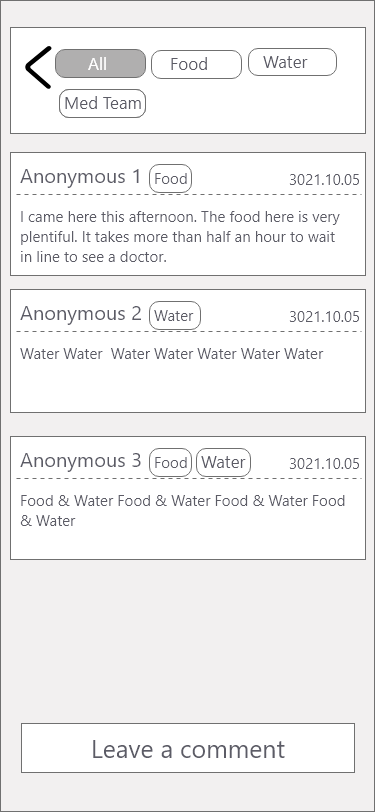 All Food Water
Med Team
Anonymous 1 Food 3021.10.05
I came here this afternoon. The food here is very
plentiful. It takes more than half an hour to wait
in line to see a doctor.
Anonymous 2 Water 3021.10.05
Water Water  Water Water Water Water Water
Anonymous 3 Food Water 3021.10.05
Food & Water Food & Water Food & Water Food
& Water
Leave a comment